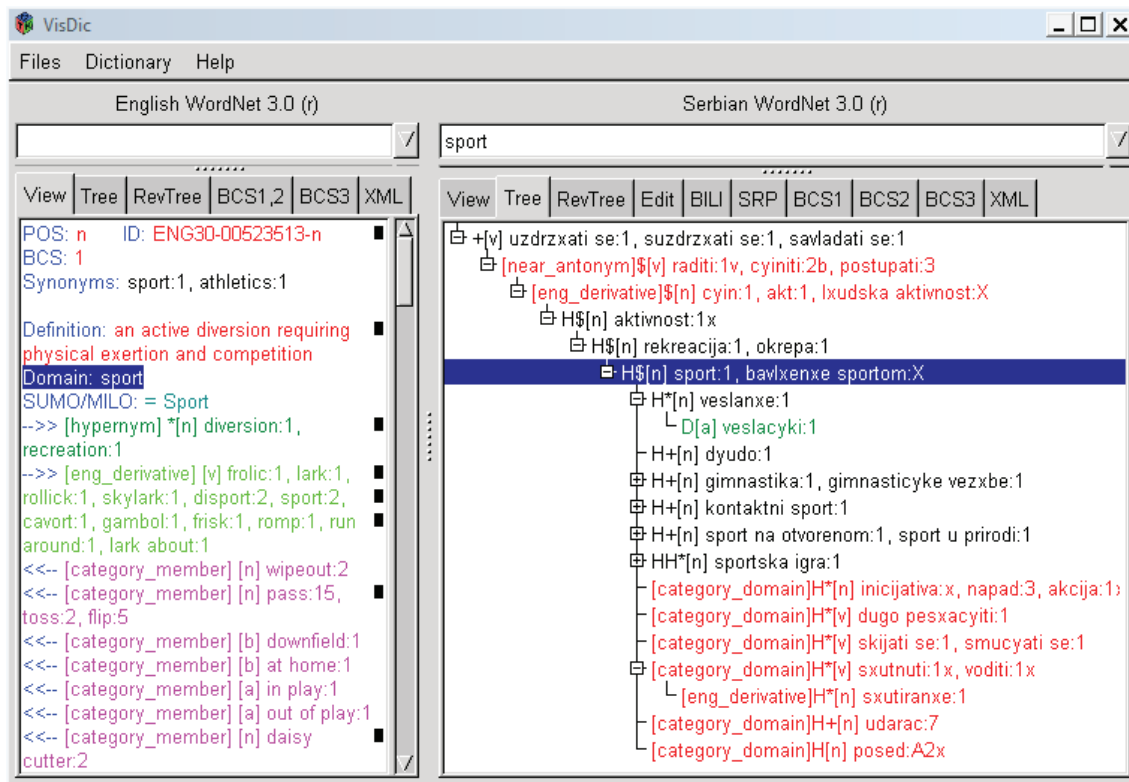 VisDic
Files Dictionary Help
English WordNet 3.0 (r)
View Tree RevTree BCS1,2 BCS3 XML
POS: n ID: ENG30-00523513-n
BCS: 1
Synonyms: sport:1, athletics:1
Definition: an active diversion requiring
physical exertion and competition
Domain: sport
SUMO/MILO: = Sport
-->> [hypernym] *[n] diversion:1,
recreation:1
-->> [eng_derivative] [v] frolic:1, lark:1,
rollick:1, skylark:1, disport:2, sport:2,
cavort:1, gambol:1, frisk:1, romp:1, run
around:1, lark about:1
<<-- [category_member] [n] wipeout:2
<<-- [category_member] [n] pass:15,
toss:2, flip:5
<<-- [category_member] [b] downfield:1
<<-- [category_member] [b] at home:1
<<-- [category_member] [a] in play:1
<<-- [category_member] [a] out of play:1
<<-- [category_member] [n] daisy
cutter:2
Serbian WordNet 3.0 (r)
sport
View Tree RevTree Edit BILI SRP BCS1 BCS2 BCS3 XML
+[v] uzdrzxati se:1, suzdrzxati se:1, savladati se:1
[near_antonym]$[v] raditi:1v, cyiniti:2b, postupati:3
[eng_derivative]$[n] cyin:1, akt:1, lxudska aktivnost:X
H$[n] aktivnost:1x
H$[n] rekreacija:1, okrepa:1
H$[n] sport:1, bavlxenxe sportom:X
H*[n] veslanxe:1
D[a] veslacyki:1
H+[n] dyudo:1
H+[n] gimnastika:1, gimnasticyke vezxbe:1
H+[n] kontaktni sport:1
H+[n] sport na otvorenom:1, sport u prirodi:1
HH*[n] sportska igra:1
[category_domain]H*[n] inicijativa:x, napad:3, akcija:1x
[category_domain]H*[v] dugo pesxacyiti:1
[category_domain]H*[v] skijati se:1, smucyati se:1
[category_domain]H*[v] sxutnuti:1x, voditi:1x
[eng_derivative]H*[n] sxutiranxe:1
[category_domain]H+[n] udarac:7
[category_domain]H[n] posed:A2x